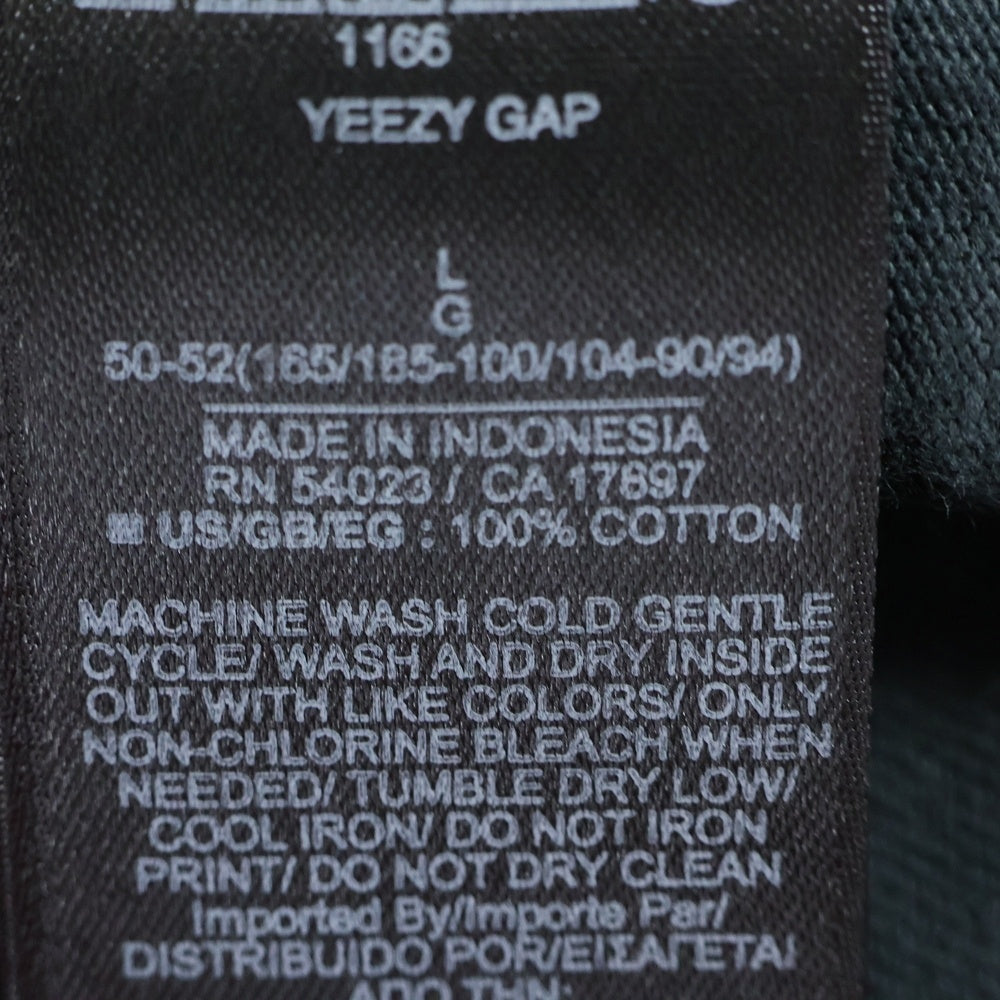 1166
YEEZY GAP
L
G
50-52(165/185-100/104-90/94)
MADE IN INDONESIA
RN 54023 / CA 17897
US/GB/EG : 100% COTTON
MACHINE WASH COLD GENTLE
CYCLE/ WASH AND DRY INSIDE
OUT WITH LIKE COLORS/ ONLY
NON-CHLORINE BLEACH WHEN
NEEDED/ TUMBLE DRY LOW/
COOL IRON/ DO NOT IRON
PRINT/ DO NOT DRY CLEAN
Imported By/Importe Par/
DISTRIBUIDO POR/ΕΙΣΑΓΕΤΑΙ
ΑΠΟ ΤΗΝ: